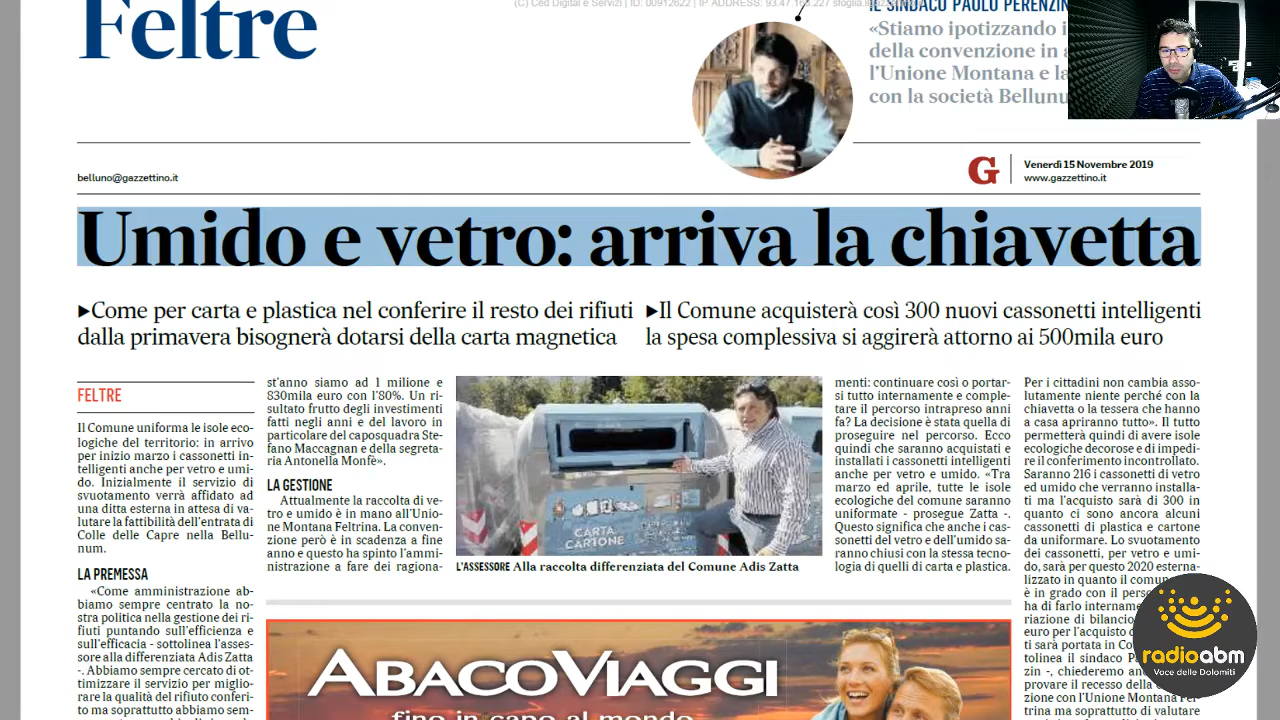 (C) Ced Digital e Servizi | ID: 00912622 | IP ADDRESS: 93.47.
Feltre
IL SINDACO PAOLO PERENZIN
«Stiamo ipotizzando i
della convenzione in
l'Unione Montana e la
con la società Bellunu
belluno@gazzettino.it
G
Venerdì 15 Novembre 2019
www.gazzettino.it
Umido e vetro: arriva la chiavetta
▶Come per carta e plastica nel conferire il resto dei rifiuti
dalla primavera bisognerà dotarsi della carta magnetica
▶Il Comune acquisterà così 300 nuovi cassonetti intelligenti
la spesa complessiva si aggirerà attorno ai 500mila euro
FELTRE
Il Comune uniforma le isole eco-
logiche del territorio: in arrivo
per inizio marzo i cassonetti in-
telligenti anche per vetro e umi-
do. Inizialmente il servizio di
svuotamento verrà affidato ad
una ditta esterna in attesa di va-
lutare la fattibilità dell'entrata di
Colle delle Capre nella Bellu-
num.
LA PREMESSA
«Come amministrazione ab-
biamo sempre centrato la no-
stra politica nella gestione dei ri-
fiuti puntando sull'efficienza e
sull'efficacia - sottolinea l'asses-
sore alla differenziata Adis Zatta
-. Abbiamo sempre cercato di ot-
timizzare il servizio per miglio-
rare la qualità del rifiuto conferi-
to ma soprattutto abbiamo sem-
st'anno siamo ad 1 milione e
830mila euro con l'80%. Un ri-
sultato frutto degli investimenti
fatti negli anni e del lavoro in
particolare del caposquadra Ste-
fano Maccagnan e della segreta-
ria Antonella Monfè».
LA GESTIONE
Attualmente la raccolta di ve-
tro e umido è in mano all'Unio-
ne Montana Feltrina. La conven-
zione però è in scadenza a fine
anno e questo ha spinto l'ammi-
nistrazione a fare dei ragiona-
CARTA
CARTONE
L'ASSESSORE Alla raccolta differenziata del Comune Adis Zatta
menti: continuare così o portar-
si tutto internamente e comple-
tare il percorso intrapreso anni
fa? La decisione è stata quella di
proseguire nel percorso. Ecco
quindi che saranno acquistati e
installati i cassonetti intelligenti
anche per vetro e umido. «Tra
marzo ed aprile, tutte le isole
ecologiche del comune saranno
uniformate - prosegue Zatta -.
Questo significa che anche i cas-
sonetti del vetro e dell'umido sa-
ranno chiusi con la stessa tecno-
logia di quelli di carta e plastica.
Per i cittadini non cambia asso-
lutamente niente perché con la
chiavetta o la tessera che hanno
a casa apriranno tutto». Il tutto
permetterà quindi di avere isole
ecologiche decorose e di impedi-
re il conferimento incontrollato.
Saranno 216 i cassonetti di vetro
ed umido che verranno installa-
ti ma l'acquisto sarà di 300 in
quanto ci sono ancora alcuni
cassonetti di plastica e cartone
da uniformare. Lo svuotamento
dei cassonetti, per vetro e umi-
do, sarà per questo 2020 esterna-
lizzato in quanto il comun
è in grado con il pers
ha di farlo intername
riazione di bilancio
euro per l'acquisto d
ti sarà portata in Co
tolinea il sindaco P
zin -, chiederemo an
provare il recesso della
zione con l'Unione Montana Fel-
trina ma soprattutto di valutare
ABACOVIAGGI
fino in capo al mondo
radioabm
Voce delle Dolomiti